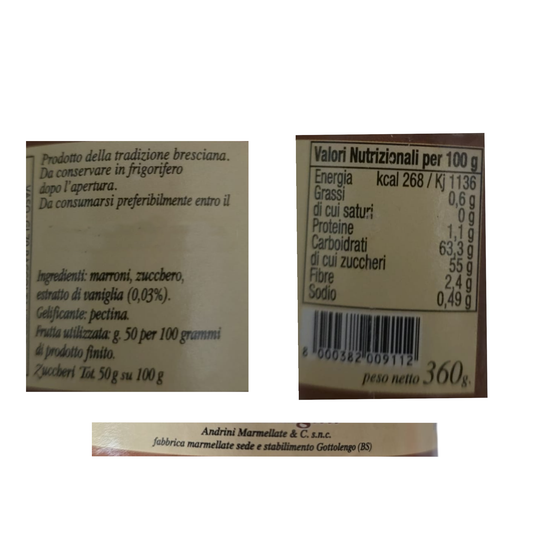 Prodotto della tradizione bresciana.
Da conservare in frigorifero
dopo l'apertura.
Da consumarsi preferibilmente entro il
Ingredienti: marroni, zucchero,
estratto di vaniglia (0,03%).
Gelificante: pectina.
Frutta utilizzata: g. 50 per 100 grammi
di prodotto finito.
Zuccheri Tot. 50 g su 100 g
Valori Nutrizionali per 100 g
Energia kcal 268 / Kj 1136
Grassi 0,6 g
di cui saturi 0 g
Proteine 1,1 g
Carboidrati 63,3 g
di cui zuccheri 55 g
Fibre 2,4 g
Sodio 0,49 g
8 000382 009112
peso netto 360g.
Andrini Marmellate & C. s.n.c.
fabbrica marmellate sede e stabilimento Gottolengo (BS)